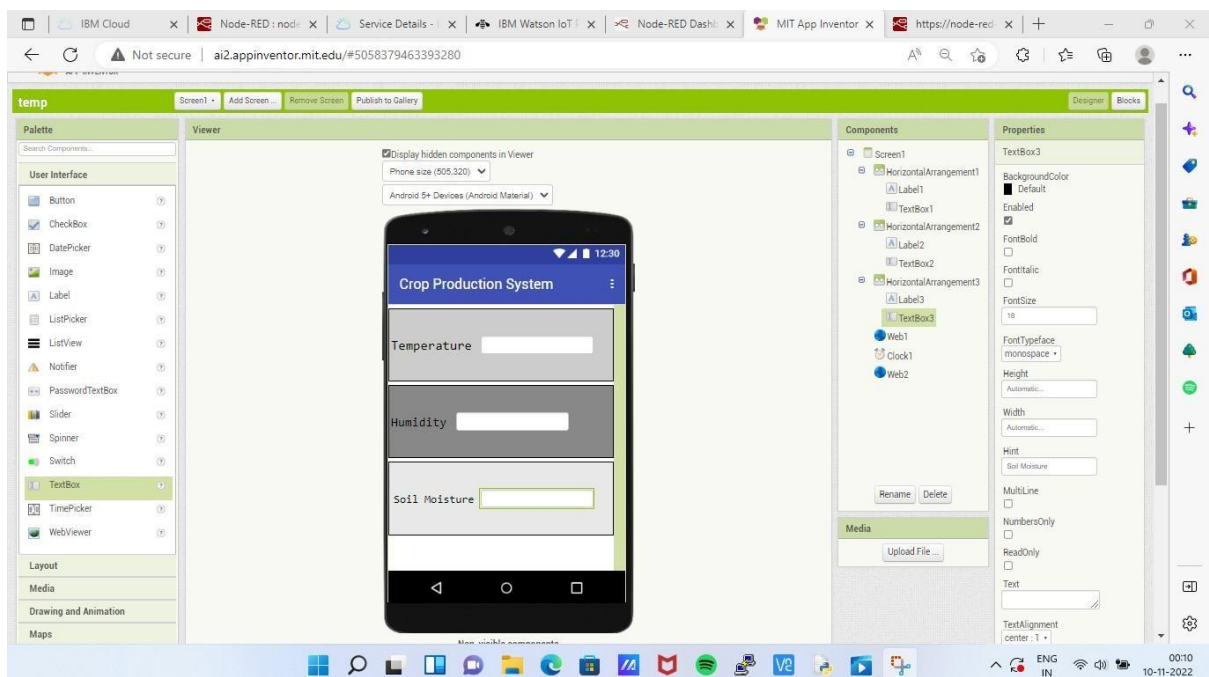 IBM Cloud
Node-RED : node
Service Details - I
IBM Watson IoT F
Node-RED Dashb
MIT App Inventor
https://node-red
Not secure | ai2.appinventor.mit.edu/#5058379463393280
temp
Screen1
Add Screen ...
Remove Screen
Publish to Gallery
Designer
Blocks
Palette
Search Components...
User Interface
Button
CheckBox
DatePicker
Image
Label
ListPicker
ListView
Notifier
PasswordTextBox
Slider
Spinner
Switch
TextBox
TimePicker
WebViewer
Layout
Media
Drawing and Animation
Maps
Viewer
Display hidden components in Viewer
Phone size (505,320)
Android 5+ Devices (Android Material)
12:30
Crop Production System
Temperature
Humidity
Soil Moisture
Components
Screen1
HorizontalArrangement1
Label1
TextBox1
HorizontalArrangement2
Label2
TextBox2
HorizontalArrangement3
Label3
TextBox3
Web1
Clock1
Web2
Rename
Delete
Media
Upload File ...
Properties
TextBox3
BackgroundColor
Default
Enabled
FontBold
FontItalic
FontSize
18
FontTypeface
monospace
Height
Automatic...
Width
Automatic...
Hint
Soil Moisture
MultiLine
NumbersOnly
ReadOnly
Text
TextAlignment
center : 1
ENG
IN
00:10
10-11-2022